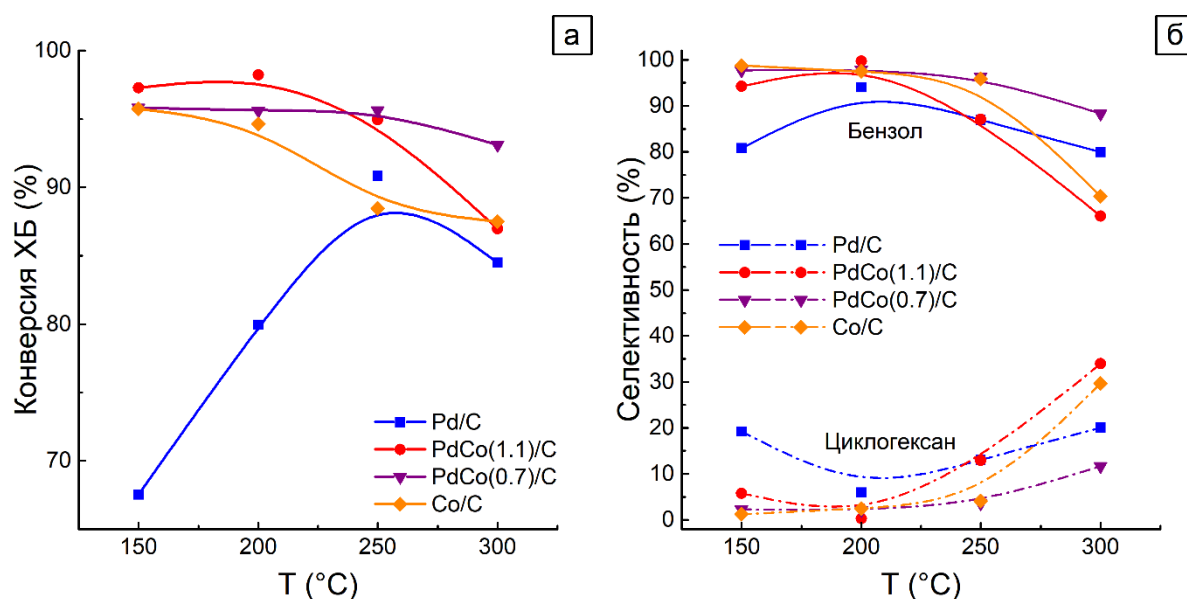 а
100
90
80
70
Конверсия ХБ (%)
Pd/C
PdCo(1.1)/C
PdCo(0.7)/C
Co/C
150 200 250 300
T (°C)
б
100
90
80
70
60
50
40
30
20
10
0
Селективность (%)
Бензол
Pd/C
PdCo(1.1)/C
PdCo(0.7)/C
Co/C
Циклогексан
150 200 250 300
T (°C)